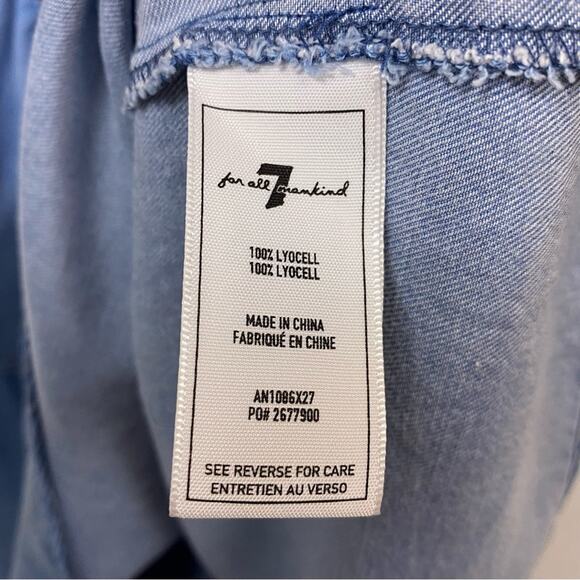 for all 7 mankind
100% LYOCELL
100% LYOCELL
MADE IN CHINA
FABRIQUÉ EN CHINE
AN1086X27
PO# 2677900
SEE REVERSE FOR CARE
ENTRETIEN AU VERSO